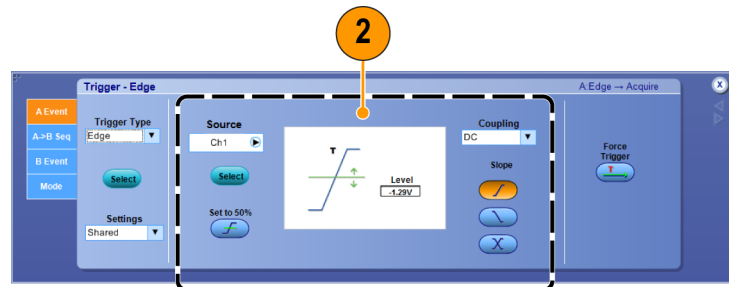 2
Trigger - Edge
A:Edge → Acquire
X
A Event
A->B Seq
B Event
Mode
Trigger Type
Edge
Select
Settings
Shared
Source
Ch1
Select
Set to 50%
T
Level
-1.29V
Coupling
DC
Slope
X
Force
Trigger
T